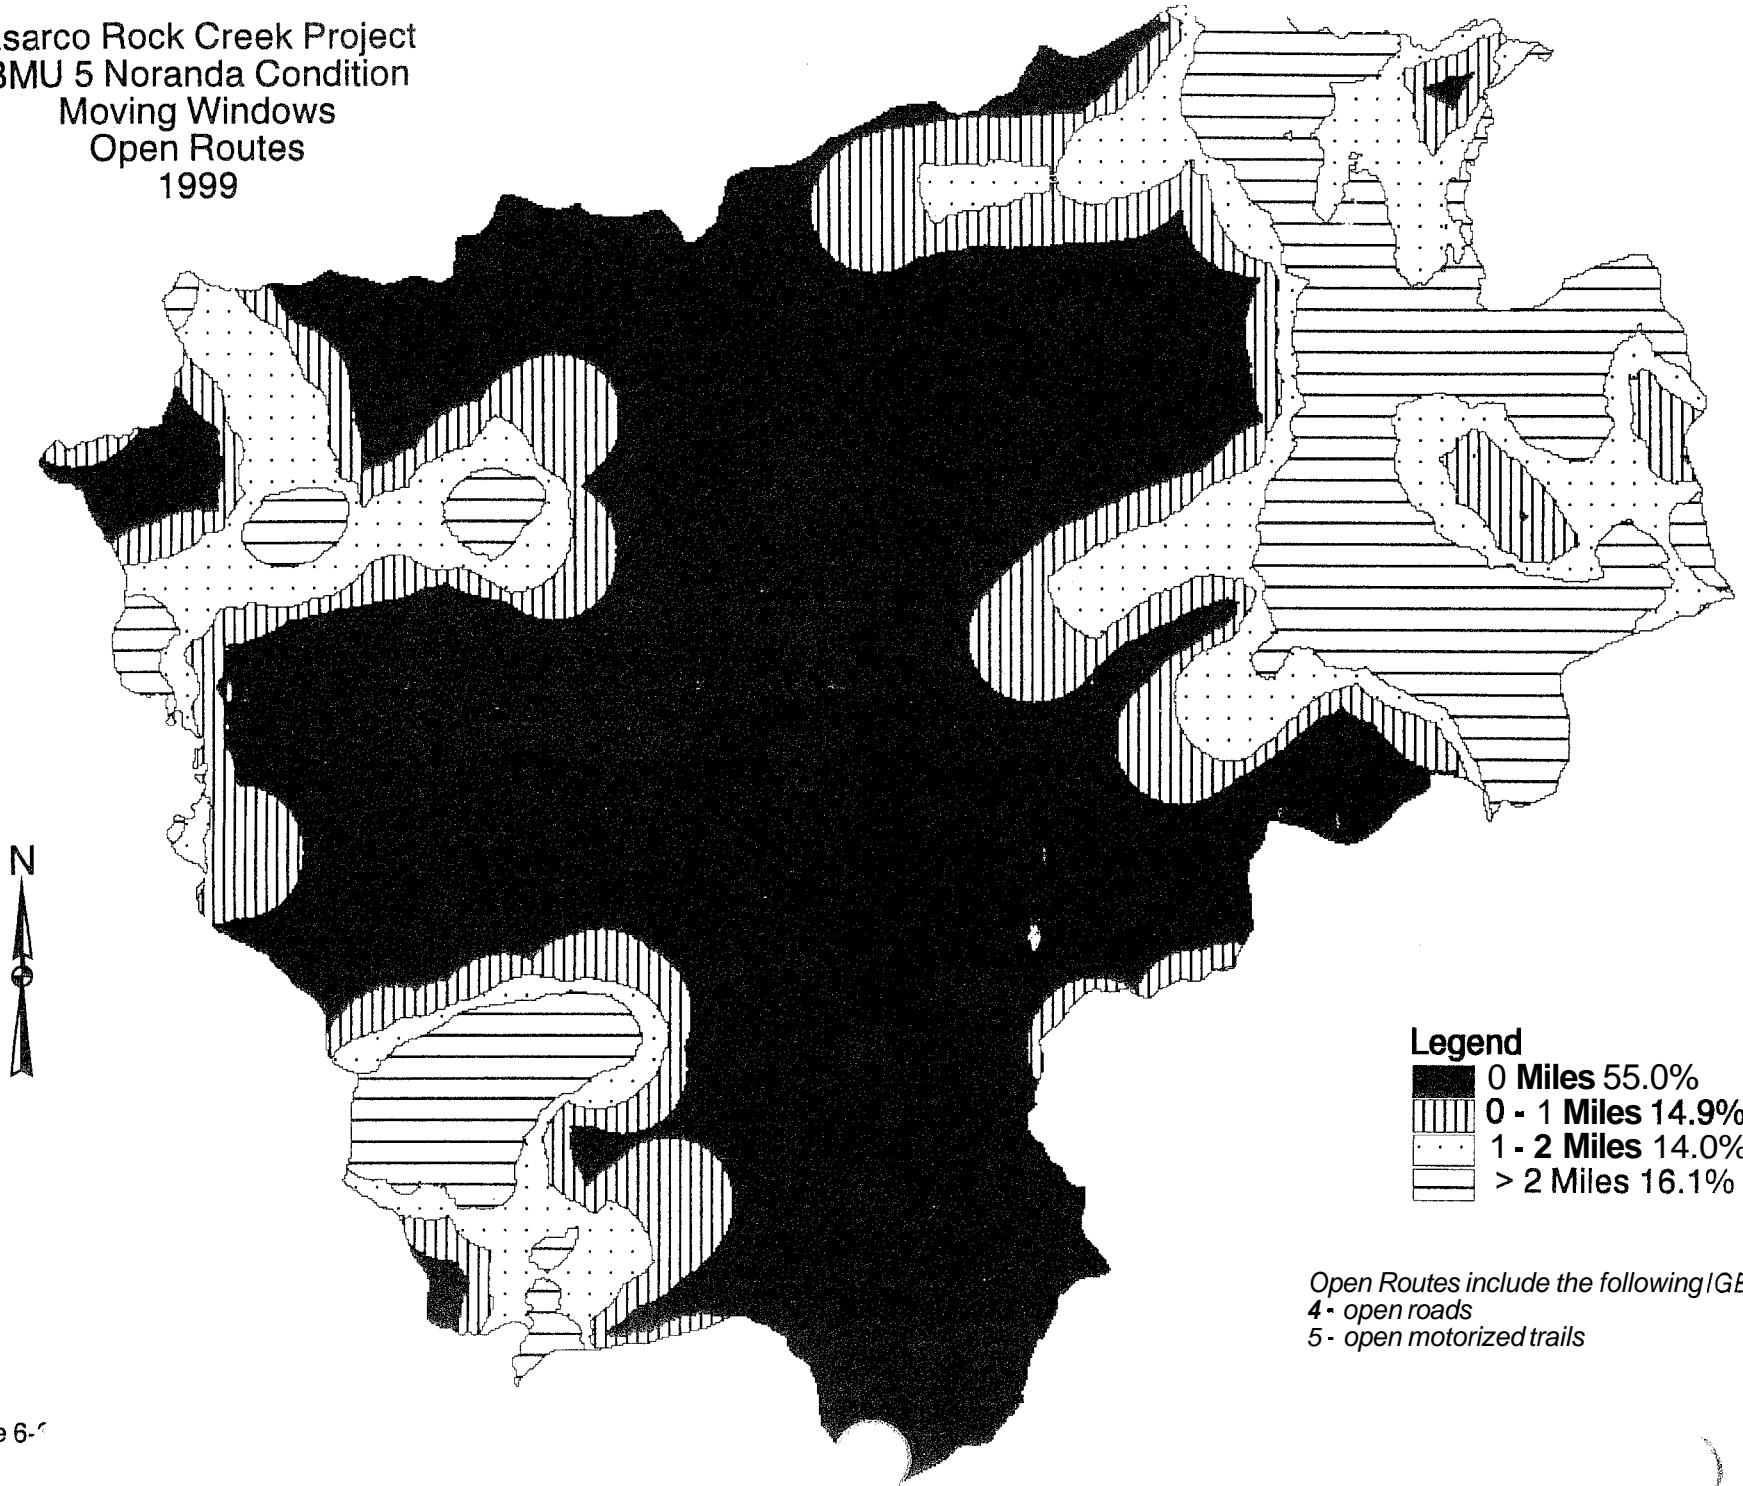 sarco Rock Creek Project
BMU 5 Noranda Condition
Moving Windows
Open Routes
1999
N
Legend
0 Miles 55.0%
0 - 1 Miles 14.9%
1 - 2 Miles 14.0%
> 2 Miles 16.1%
Open Routes include the following
4 - open roads
5 - open motorized trails
e 6-